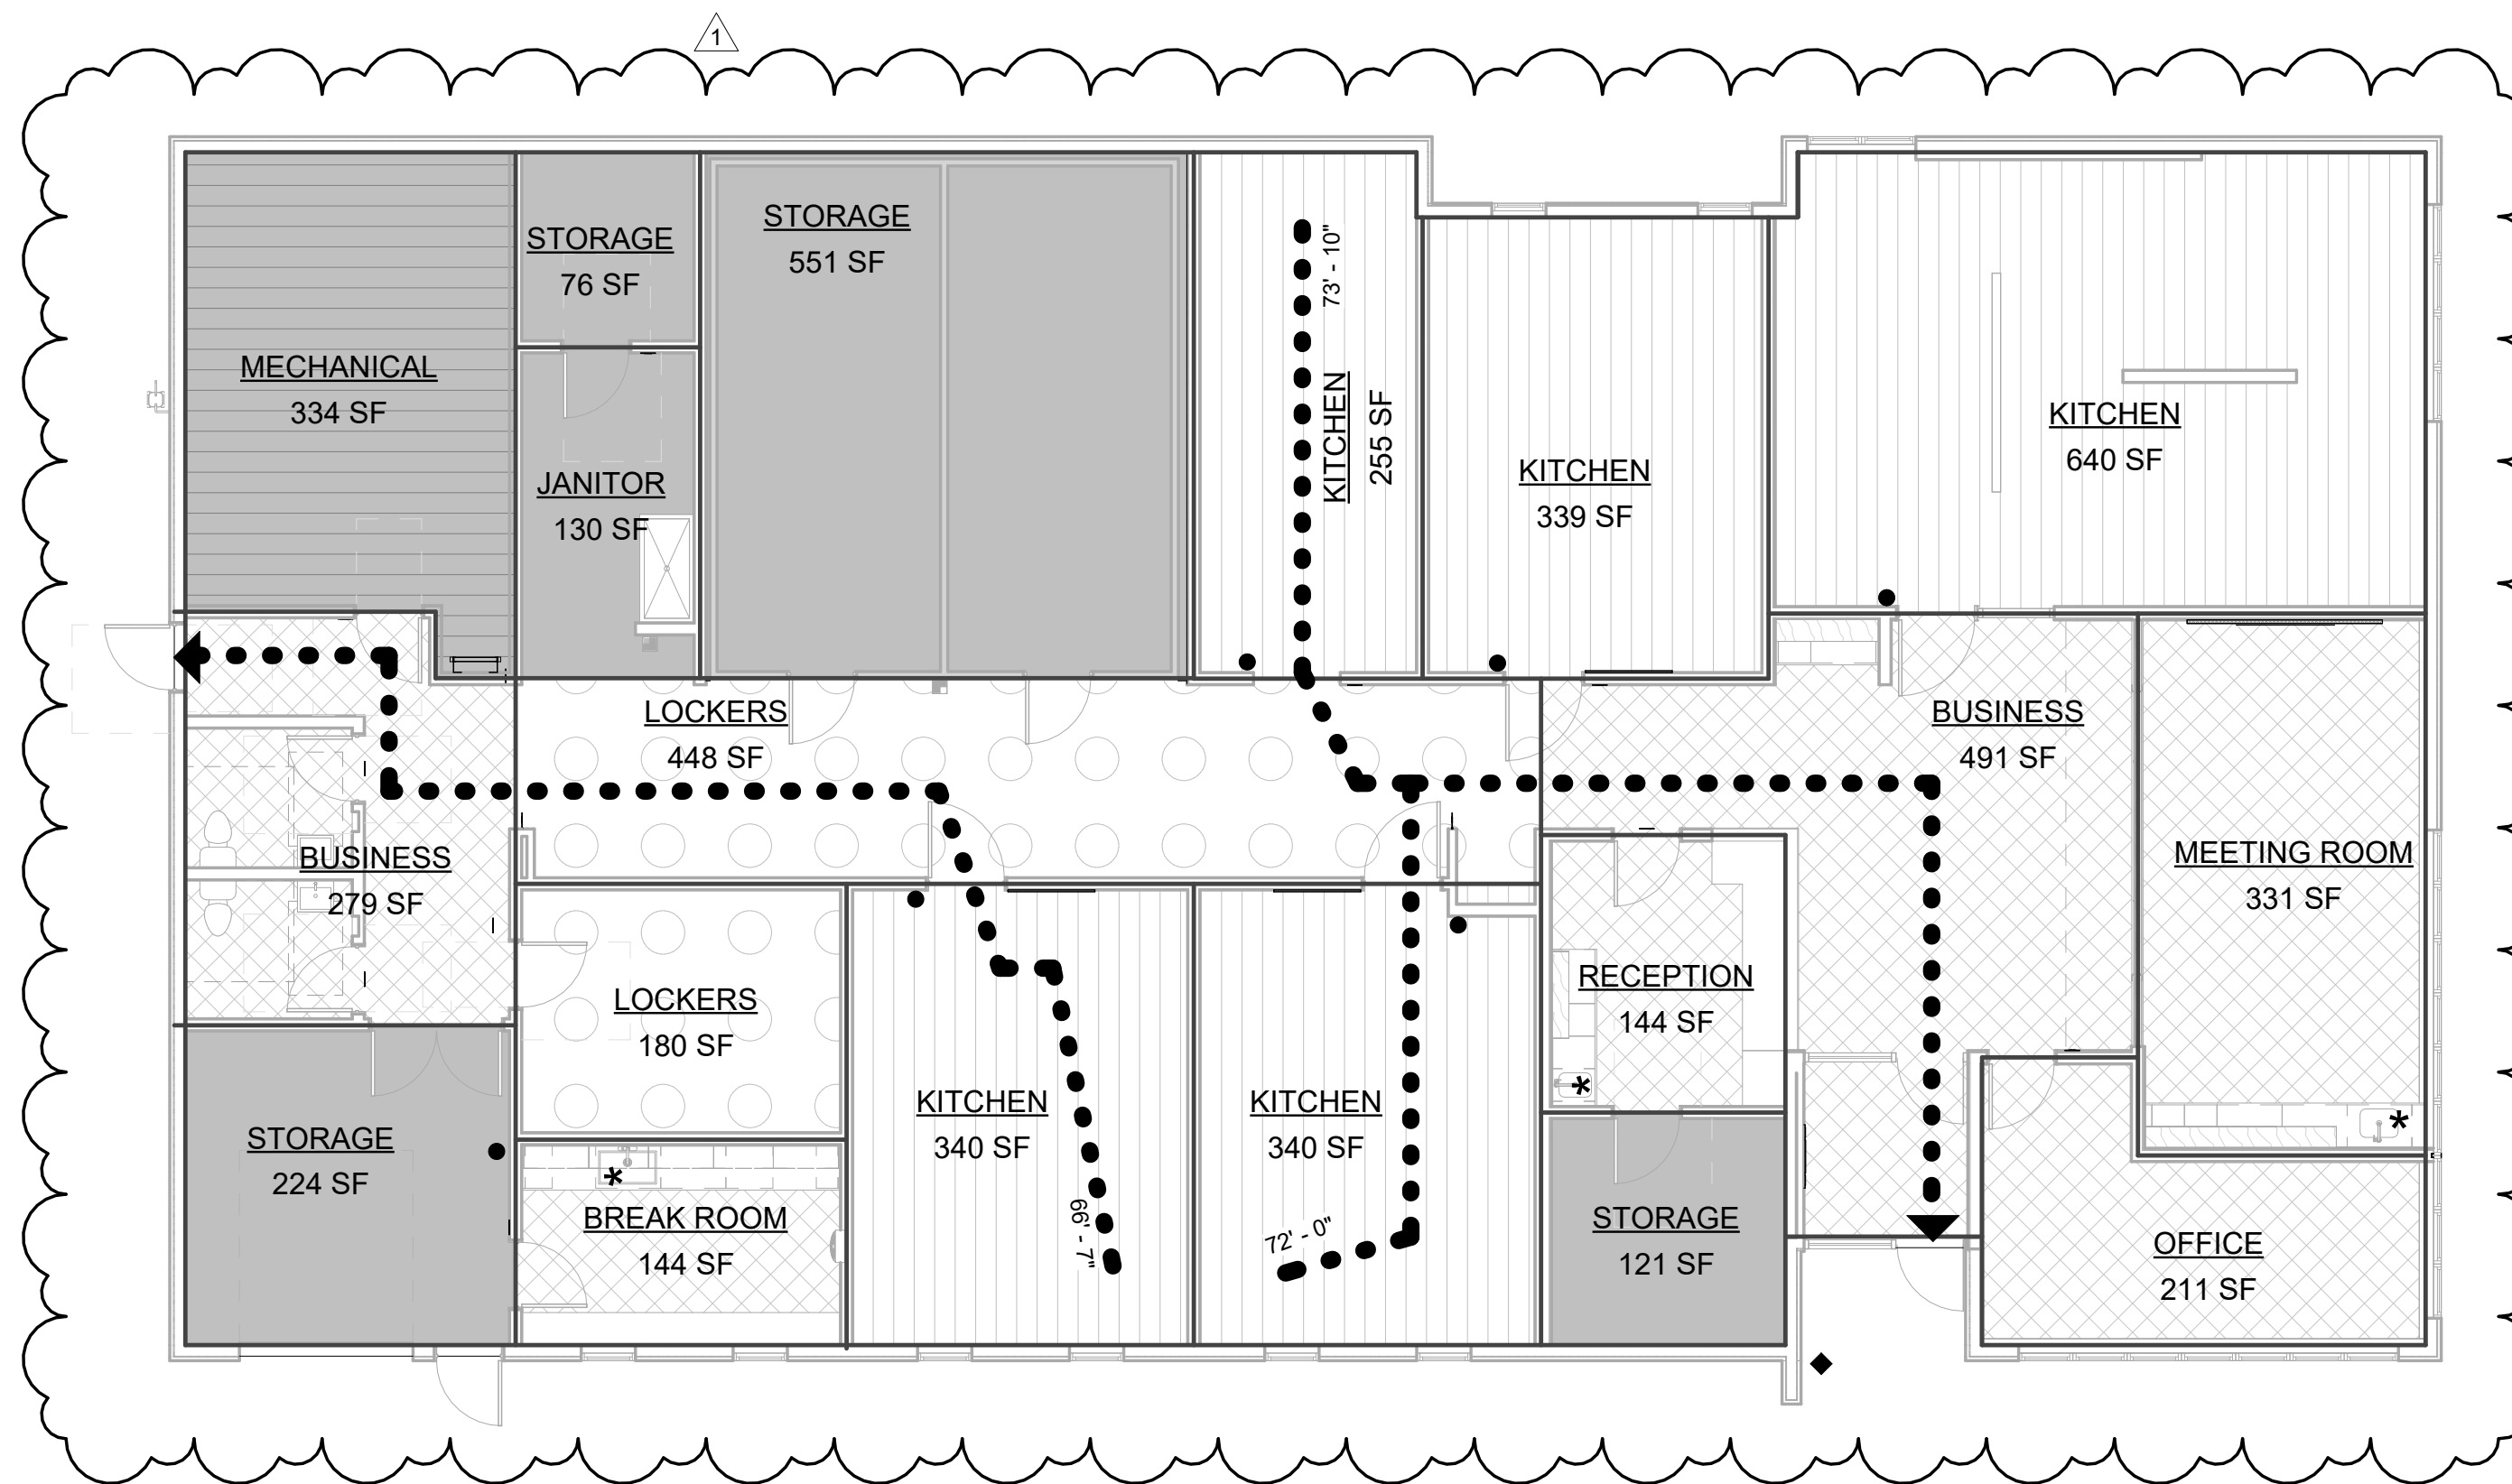 1
STORAGE
551 SF
STORAGE
76 SF
73' - 10"
MECHANICAL
334 SF
KITCHEN
2555 SF
KITCHEN
640 SF
KITCHEN
339 SF
JANITOR
130 SF
LOCKERS
448 SF
BUSINESS
491 SF
BUSINESS
279 SF
MEETING ROOM
331 SF
LOCKERS
180 SF
RECEPTION
144 SF
*
KITCHEN
340 SF
KITCHEN
340 SF
*
STORAGE
224 SF
*
BREAK ROOM
144 SF
66' - 7"
72' - 0"
STORAGE
121 SF
OFFICE
211 SF